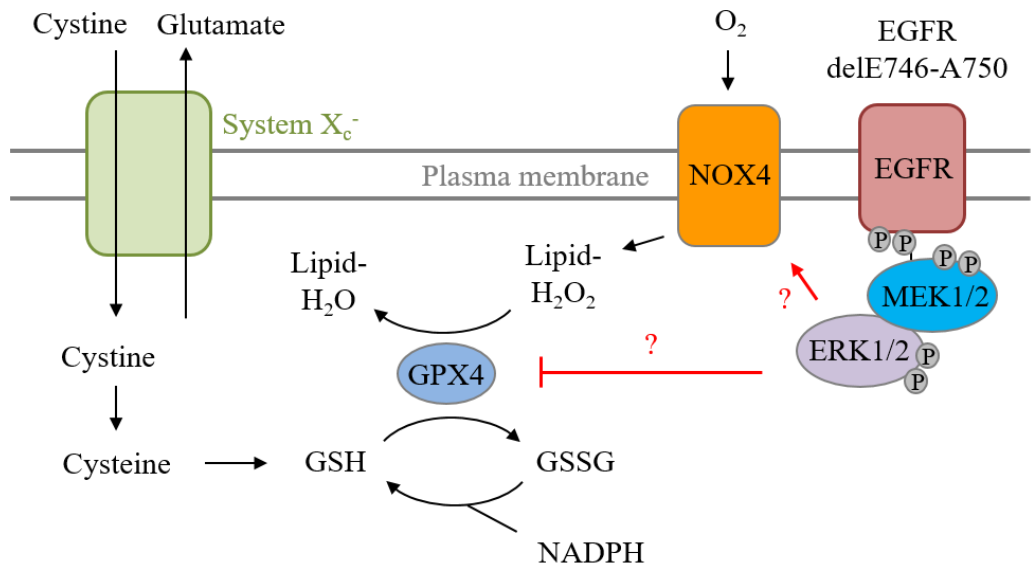 Cystine Glutamate
O₂
EGFR
delE746-A750
System Xc⁻
Plasma membrane
NOX4
EGFR
P
P
P
P
MEK1/2
Lipid-
H₂O
Lipid-
H₂O₂
?
?
ERK1/2
P
P
Cystine
GPX4
Cysteine
GSH
GSSG
NADPH